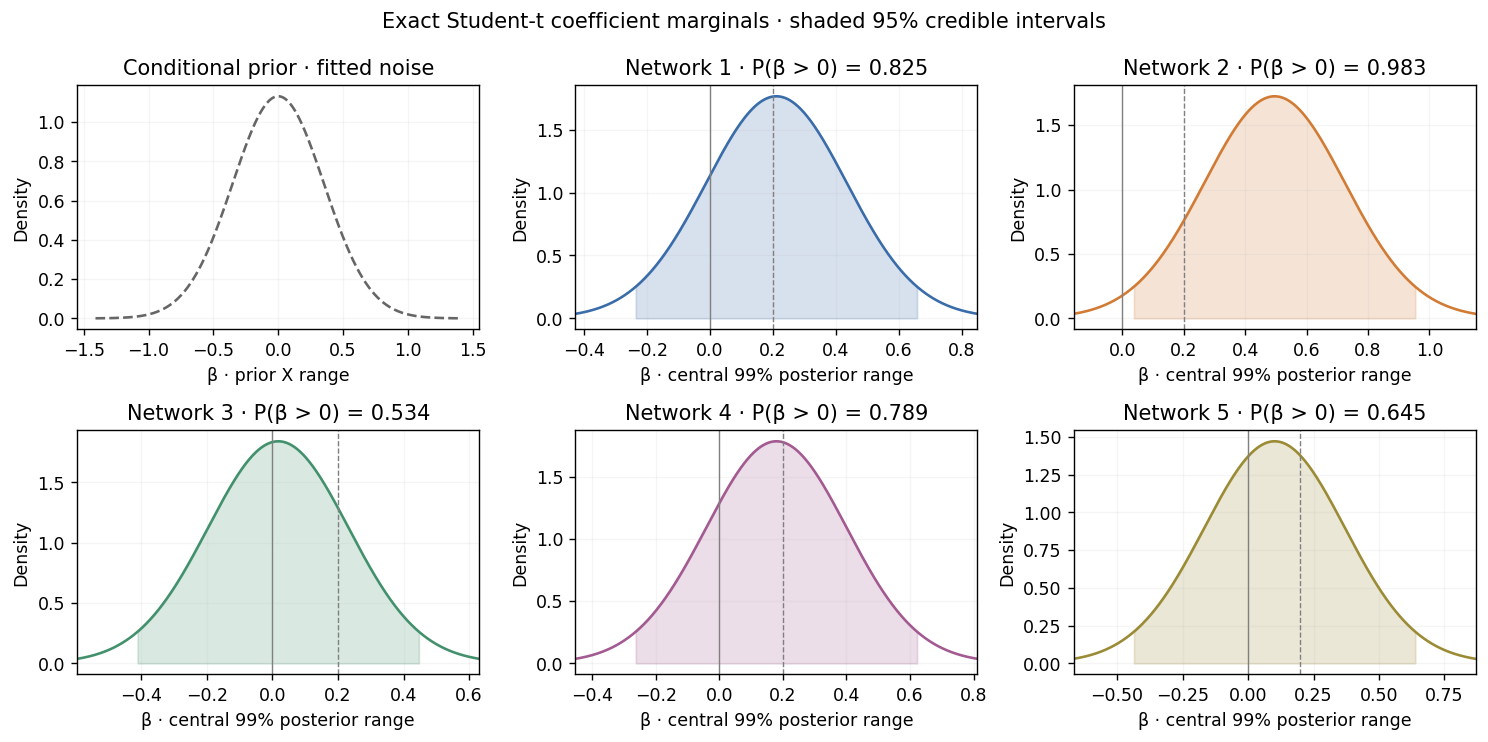 Exact Student-t coefficient marginals · shaded 95% credible intervals
Conditional prior · fitted noise
Density
1.0
0.8
0.6
0.4
0.2
0.0
−1.5 −1.0 −0.5 0.0 0.5 1.0 1.5
β · prior X range
Network 1 · P(β > 0) = 0.825
Density
1.5
1.0
0.5
0.0
−0.4 −0.2 0.0 0.2 0.4 0.6 0.8
β · central 99% posterior range
Network 2 · P(β > 0) = 0.983
Density
1.5
1.0
0.5
0.0
0.0 0.2 0.4 0.6 0.8 1.0
β · central 99% posterior range
Network 3 · P(β > 0) = 0.534
Density
1.5
1.0
0.5
0.0
−0.4 −0.2 0.0 0.2 0.4 0.6
β · central 99% posterior range
Network 4 · P(β > 0) = 0.789
Density
1.5
1.0
0.5
0.0
−0.4 −0.2 0.0 0.2 0.4 0.6 0.8
β · central 99% posterior range
Network 5 · P(β > 0) = 0.645
Density
1.50
1.25
1.00
0.75
0.50
0.25
0.00
−0.50 −0.25 0.00 0.25 0.50 0.75
β · central 99% posterior range